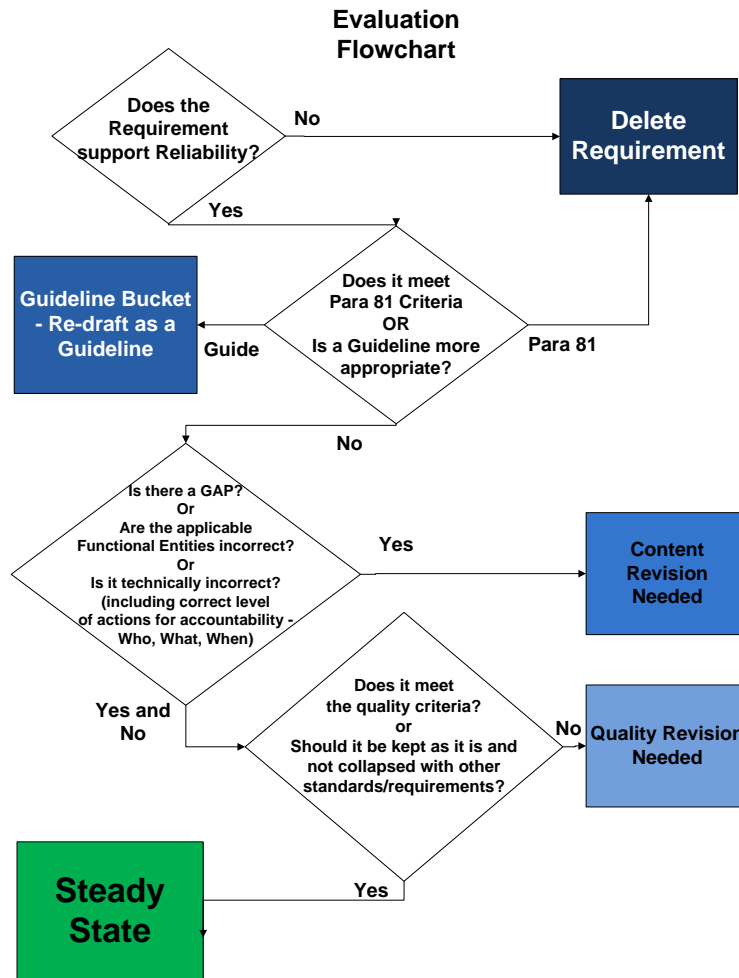 Evaluation
Flowchart
Does the
Requirement
support Reliability?
No
Delete
Requirement
Yes
Does it meet
Para 81 Criteria
OR
Is a Guideline more
appropriate?
Guideline Bucket
- Re-draft as a
Guideline
Guide
Para 81
No
Is there a GAP?
Or
Are the applicable
Functional Entities incorrect?
Or
Is it technically incorrect?
(including correct level
of actions for accountability -
Who, What, When)
Yes
Content
Revision
Needed
Yes and
No
Does it meet
the quality criteria?
or
Should it be kept as it is and
not collapsed with other
standards/requirements?
No
Quality Revision
Needed
Yes
Steady
State